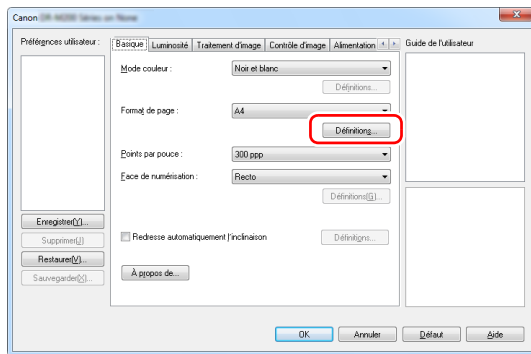 Canon
Préférences utilisateur :
Basique Luminosité Traitement d'image Contrôle d'image Alimentation
Guide de l'utilisateur
Mode couleur :
Noir et blanc
Définitions...
Format de page :
A4
Définitions...
Points par pouce :
300 ppp
Face de numérisation :
Recto
Définitions(G)...
Enregistrer(Y)...
Supprimer(J)
Restaurer(V)...
Sauvegarder(X)...
Redresse automatiquement l'inclinaison
Définitions...
À propos de...
OK Annuler Défaut Aide